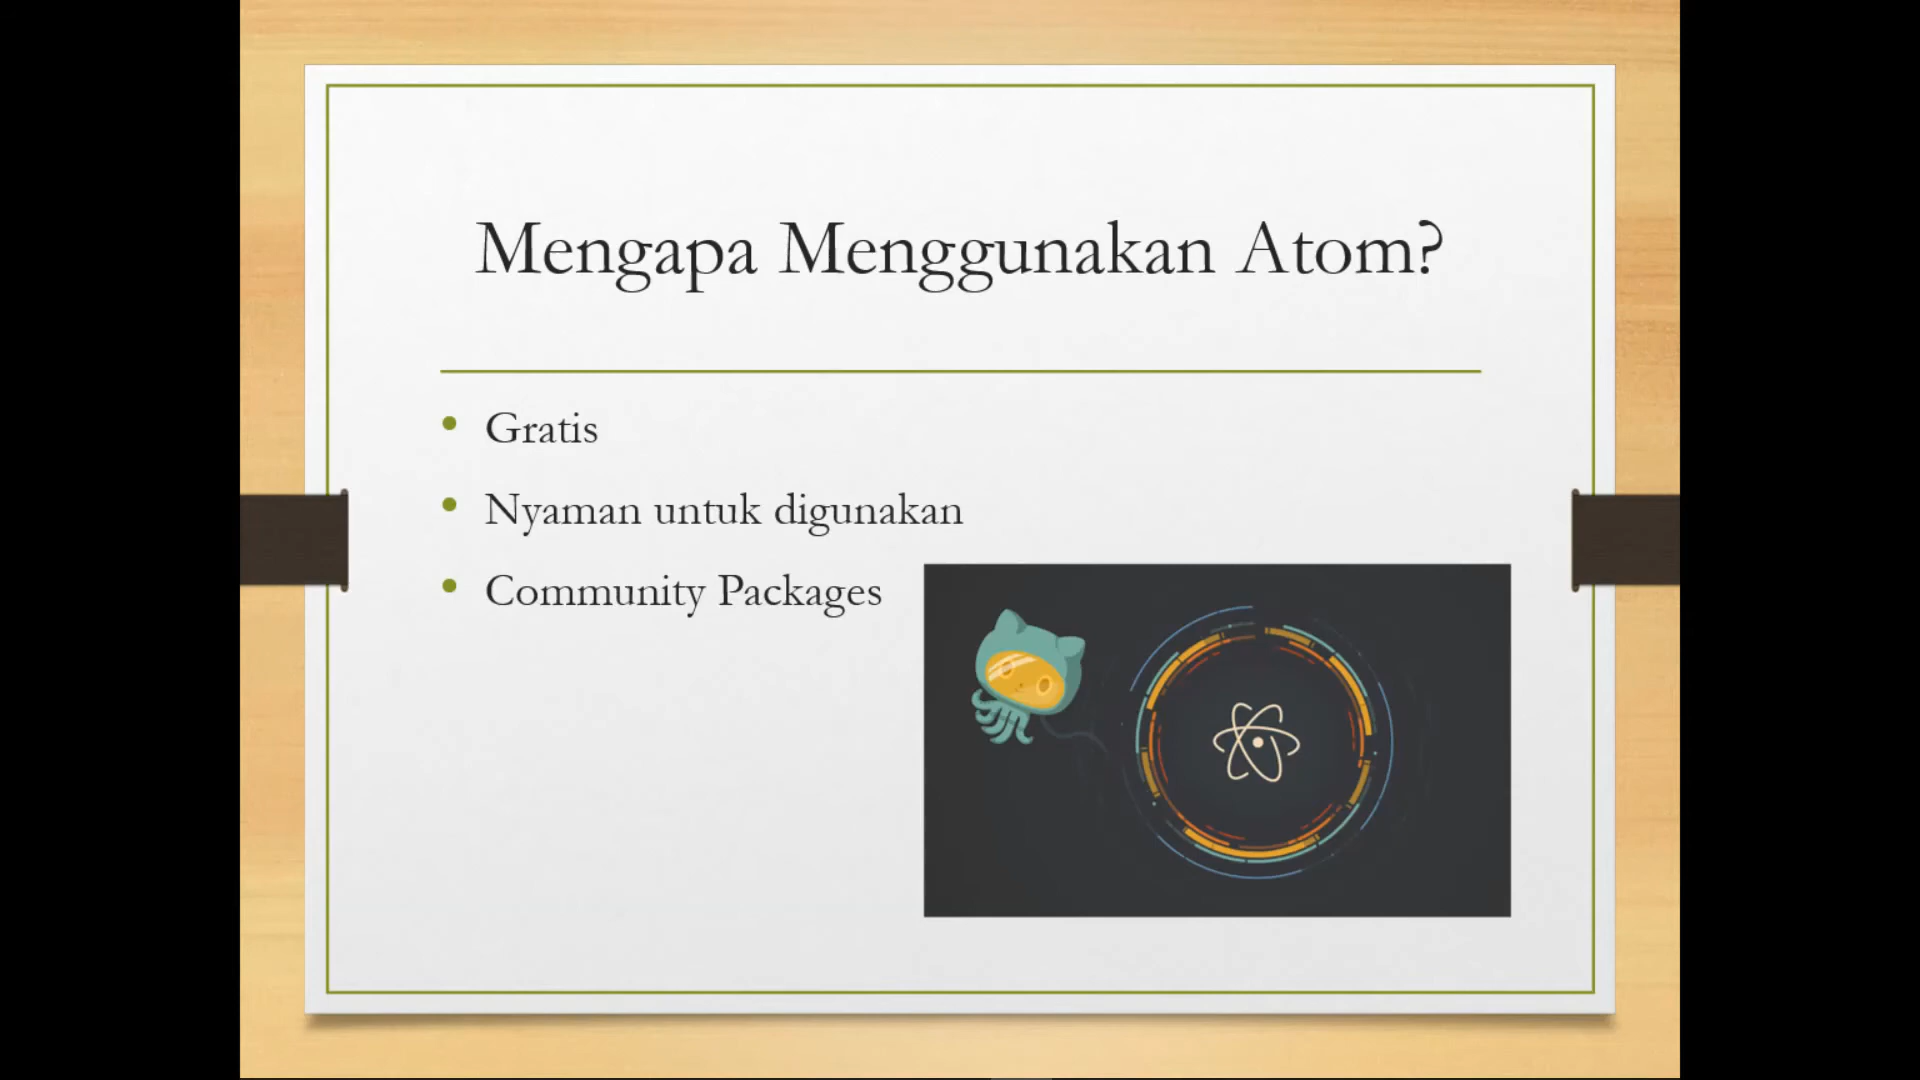 Mengapa Menggunakan Atom?
Gratis
Nyaman untuk digunakan
Community Packages